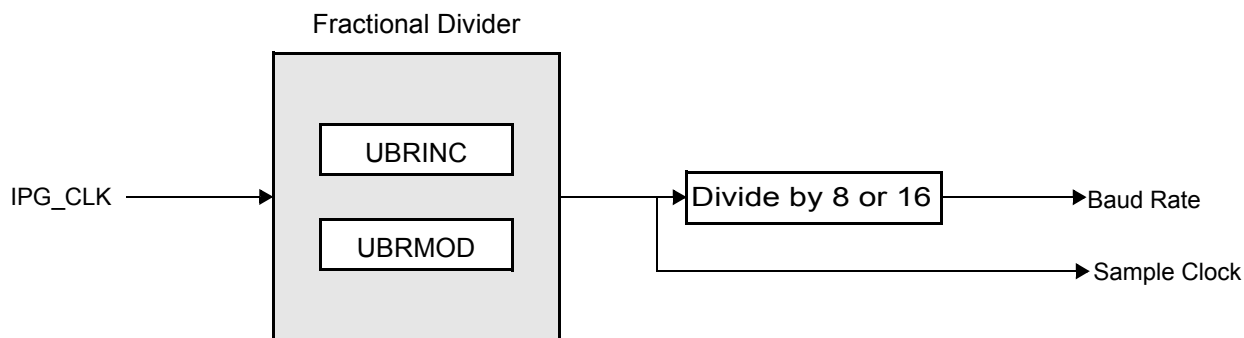 Fractional Divider
UBRINC
IPG_CLK
Divide by 8 or 16
Baud Rate
UBRMOD
Sample Clock